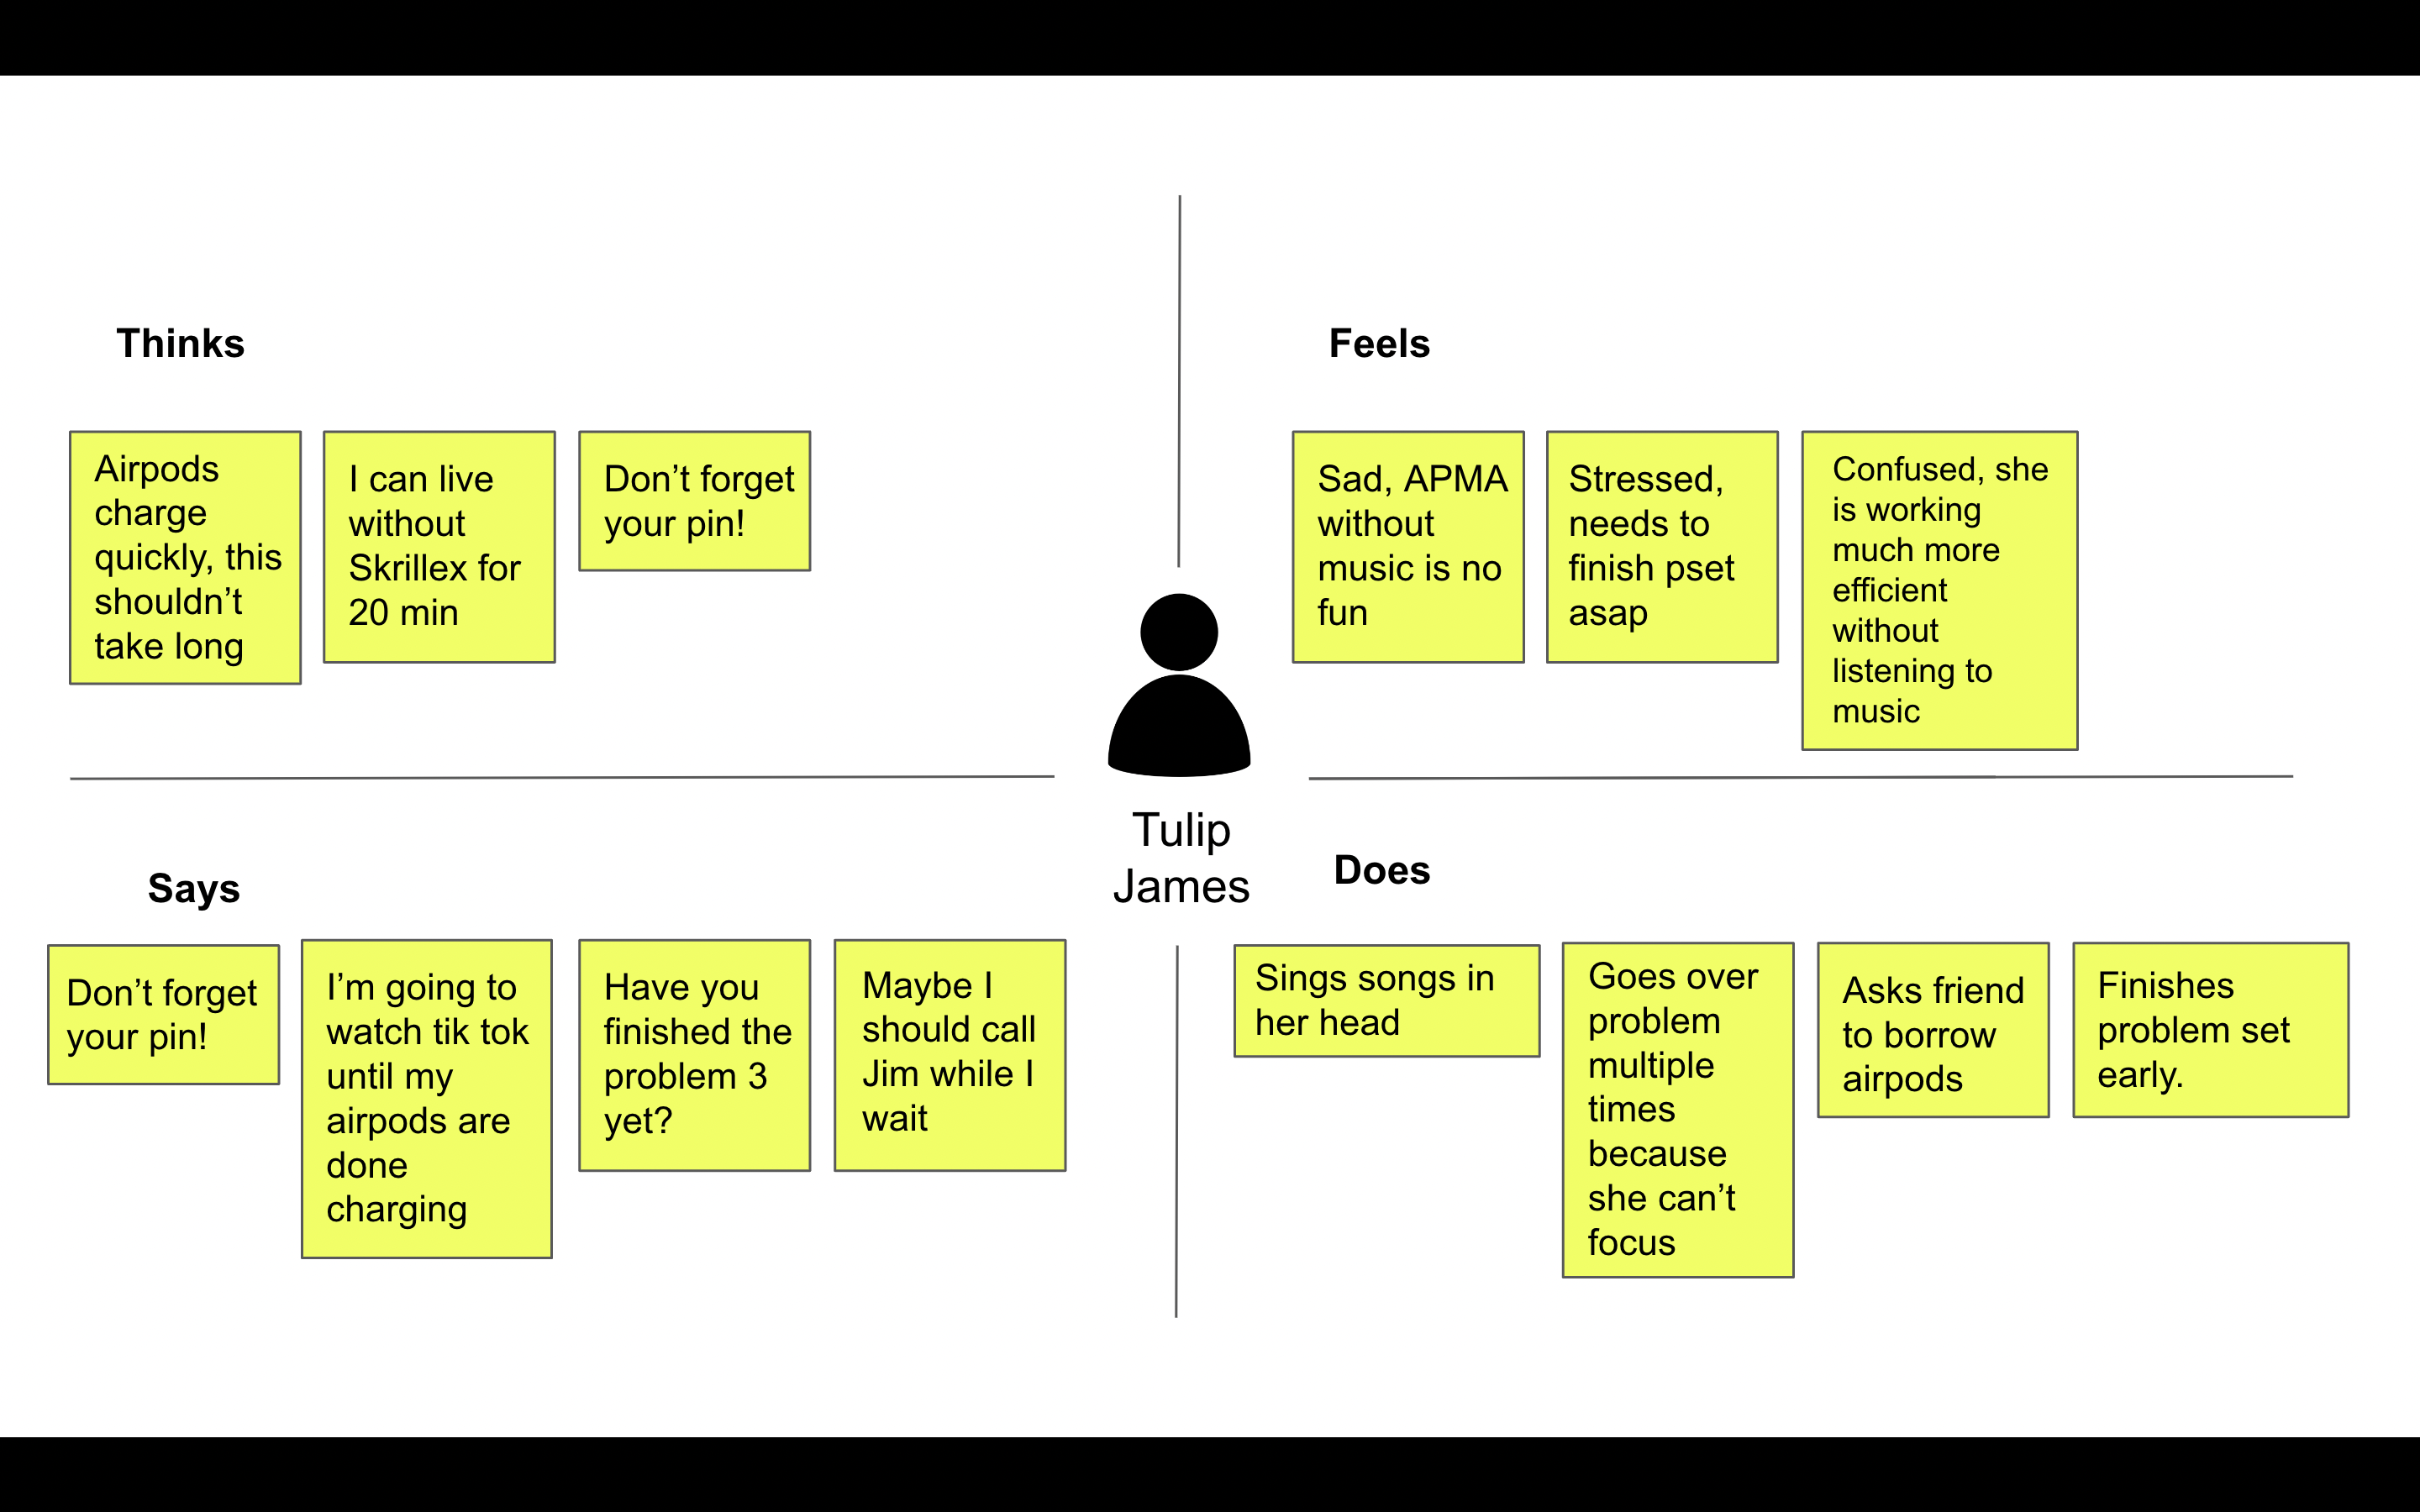 Thinks
Airpods
charge
quickly, this
shouldn’t
take long
I can live
without
Skrillex for
20 min
Don’t forget
your pin!
Feels
Sad, APMA
without
music is no
fun
Stressed,
needs to
finish pset
asap
Confused, she
is working
much more
efficient
without
listening to
music
Tulip
James
Says
Don’t forget
your pin!
I’m going to
watch tik tok
until my
airpods are
done
charging
Have you
finished the
problem 3
yet?
Maybe I
should call
Jim while I
wait
Does
Sings songs in
her head
Goes over
problem
multiple
times
because
she can’t
focus
Asks friend
to borrow
airpods
Finishes
problem set
early.